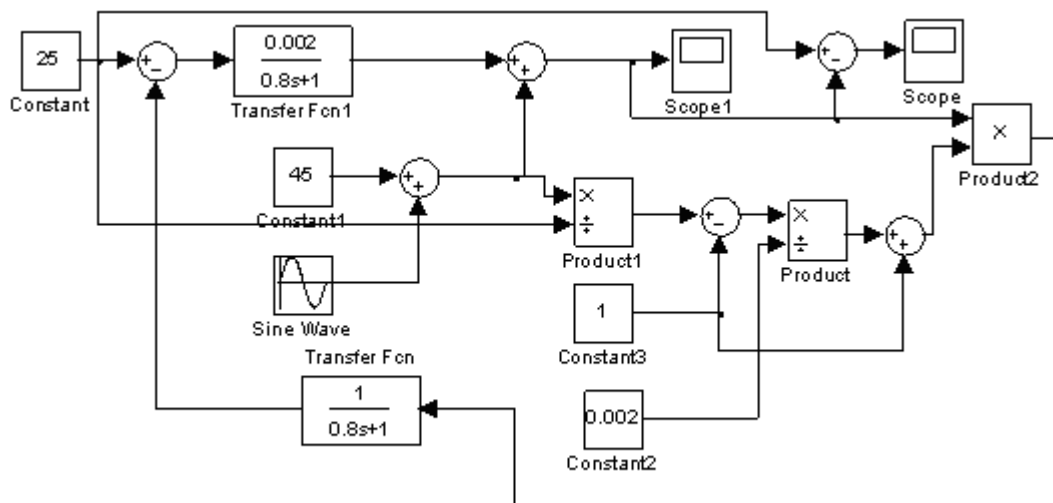 25
Constant
0.002
0.8s+1
Transfer Fcn1
Scope1
Scope
×
Product2
45
Constant1
×
÷
Product1
×
÷
Product
Sine Wave
1
Constant3
Transfer Fcn
1
0.8s+1
0.002
Constant2